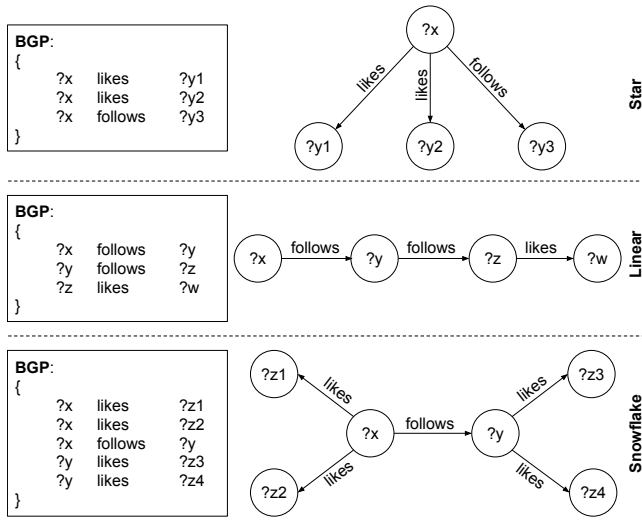 BGP:
{
?x likes ?y1
?x likes ?y2
?x follows ?y3
}
?x
likes
likes
follows
?y1
?y2
?y3
Star
BGP:
{
?x follows ?y
?y follows ?z
?z likes ?w
}
?x
follows
?y
follows
?z
likes
?w
Linear
BGP:
{
?x likes ?z1
?x likes ?z2
?x follows ?y
?y likes ?z3
?y likes ?z4
}
?z1
?z3
likes
likes
?x
follows
?y
likes
likes
?z2
?z4
Snowflake